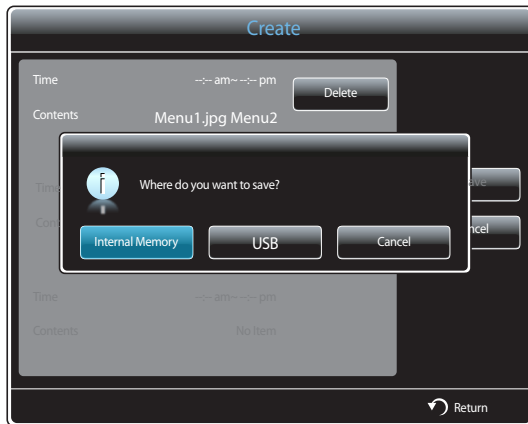 Create
Time --:-- am~ --:-- pm
Delete
Contents Menu1.jpg Menu2
Where do you want to save?
Internal Memory USB Cancel
Time --:-- am~ --:-- pm
Contents No Item
Return